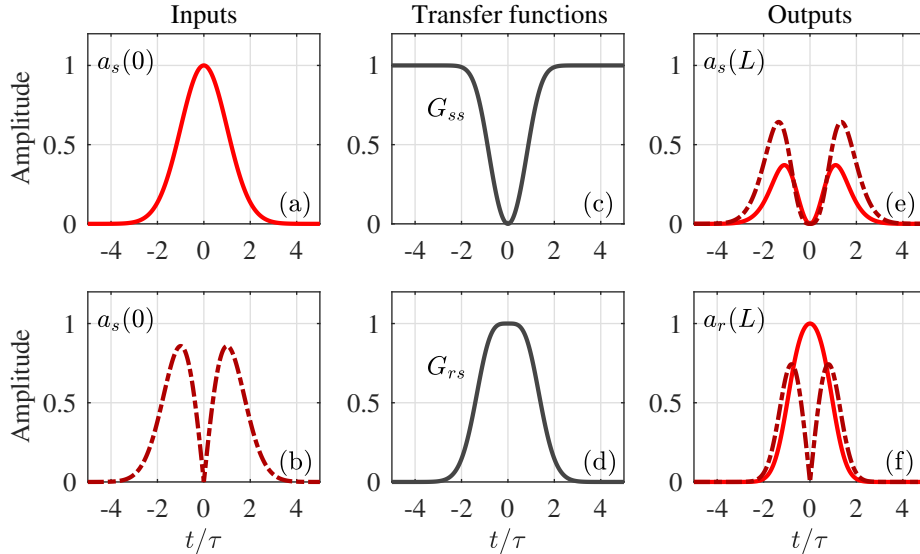 Inputs
Transfer functions
Outputs
Amplitude
1
0.5
0
a_s(0)
(a)
-4 -2 0 2 4
1
0.5
0
G_ss
(c)
-4 -2 0 2 4
1
0.5
0
a_s(L)
(e)
-4 -2 0 2 4
Amplitude
1
0.5
0
a_s(0)
(b)
-4 -2 0 2 4
t/τ
1
0.5
0
G_rs
(d)
-4 -2 0 2 4
t/τ
1
0.5
0
a_r(L)
(f)
-4 -2 0 2 4
t/τ